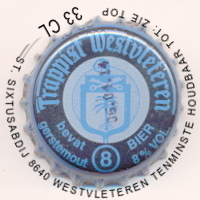 Trappist Westvleteren
bevat
gerstemout
8
BIER
8% VOL
33 CL
ST. SIXTUSABDIJ 8640 WESTVLETEREN TENMINSTE HOUDBAAR TOT: ZIE TOP